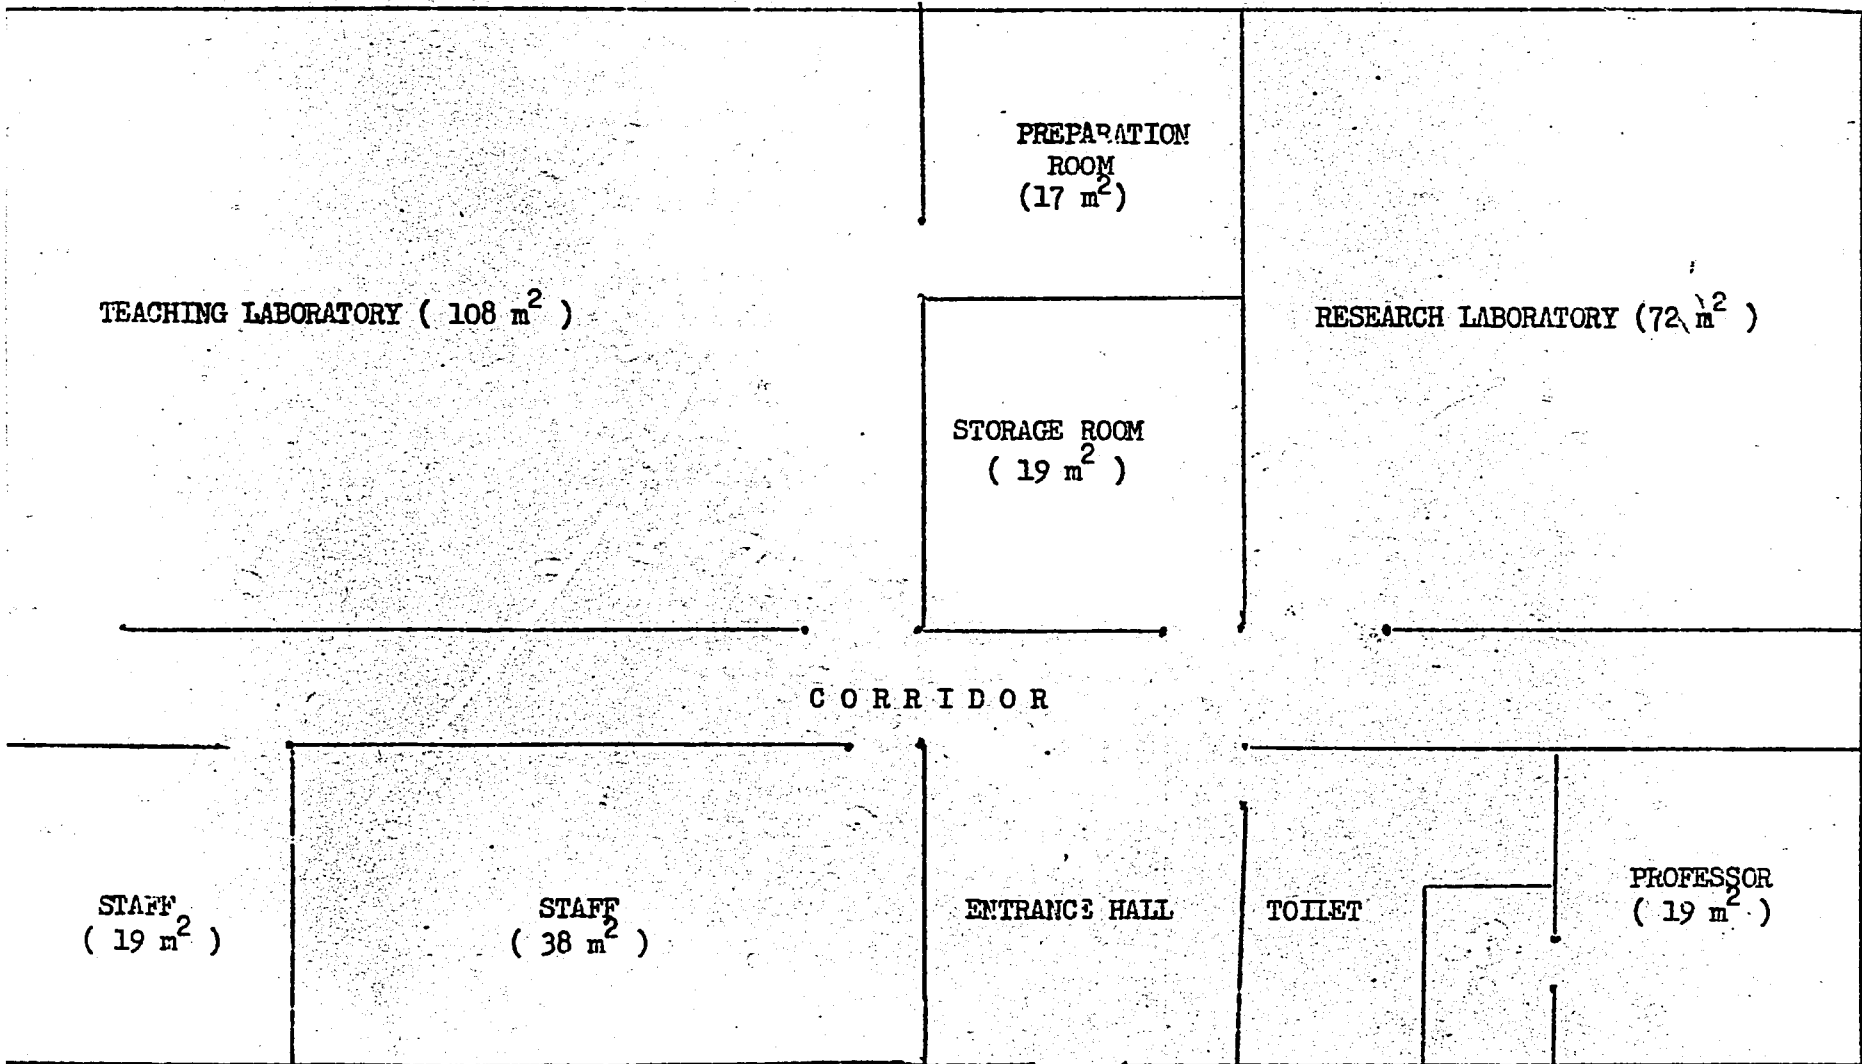 PREPARATION
ROOM
(17 m²)
TEACHING LABORATORY ( 108 m² )
RESEARCH LABORATORY (72 m² )
STORAGE ROOM
( 19 m² )
C O R R I D O R
STAFF
( 19 m² )
STAFF
( 38 m² )
ENTRANCE HALL
TOILET
PROFESSOR
( 19 m² )